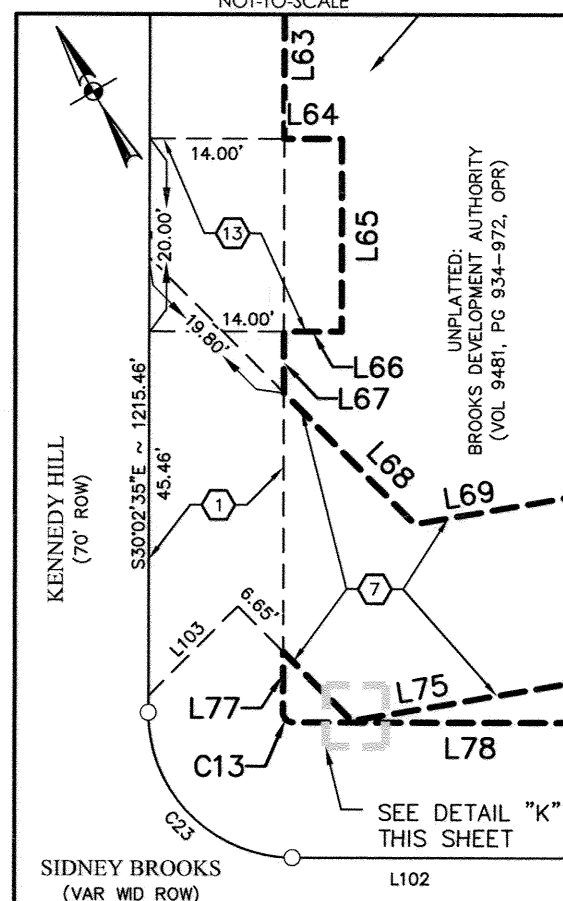 NOT-TO-SCALE
L63
L64
14.00'
20.00'
13
L65
UNPLATTED:
BROOKS DEVELOPMENT AUTHORITY
(VOL 9481, PG 934-972, OPR)
14.00'
19.80'
L66
L67
KENNEDY HILL
(70' ROW)
S30°02'35"E ~ 1215.46'
45.46'
1
L68
L69
7
L103
6.65'
L77
L75
C13
L78
SEE DETAIL "K"
THIS SHEET
C23
SIDNEY BROOKS
(VAR WID ROW)
L102